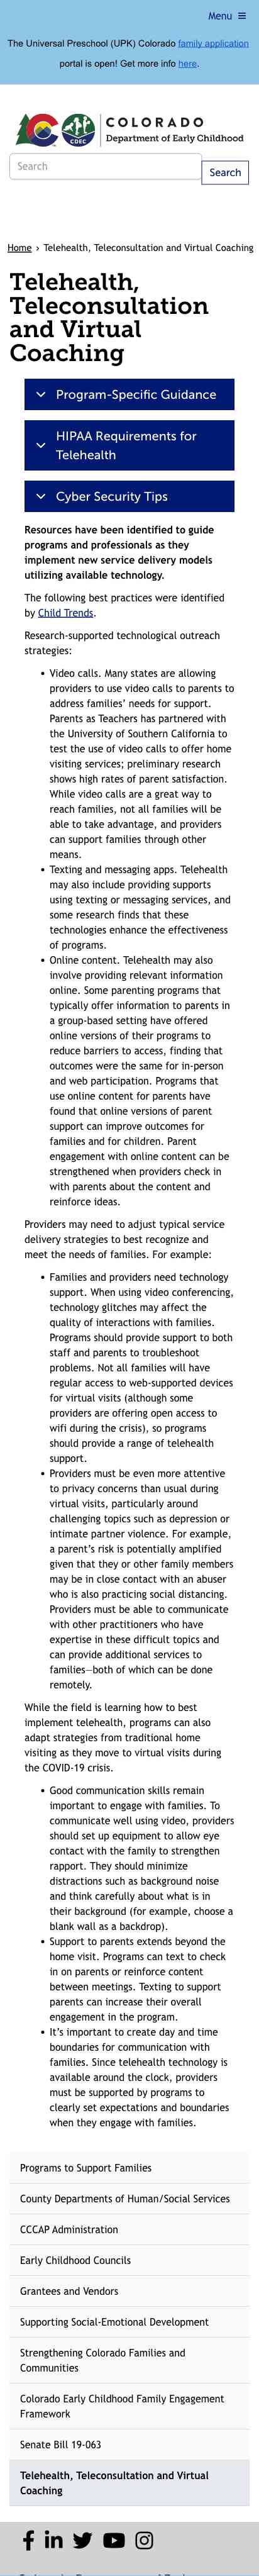 Menu ≡
The Universal Preschool (UPK) Colorado family application
portal is open! Get more info here.
COLORADO
Department of Early Childhood
CDEC
Search
Search
Home › Telehealth, Teleconsultation and Virtual Coaching
Telehealth,
Teleconsultation
and Virtual
Coaching
Program-Specific Guidance
HIPAA Requirements for
Telehealth
Cyber Security Tips
Resources have been identified to guide
programs and professionals as they
implement new service delivery models
utilizing available technology.
The following best practices were identified
by Child Trends.
Research-supported technological outreach
strategies:
• Video calls. Many states are allowing
providers to use video calls to parents to
address families’ needs for support.
Parents as Teachers has partnered with
the University of Southern California to
test the use of video calls to offer home
visiting services; preliminary research
shows high rates of parent satisfaction.
While video calls are a great way to
reach families, not all families will be
able to take advantage, and providers
can support families through other
means.
• Texting and messaging apps. Telehealth
may also include providing supports
using texting or messaging services, and
some research finds that these
technologies enhance the effectiveness
of programs.
• Online content. Telehealth may also
involve providing relevant information
online. Some parenting programs that
typically offer information to parents in
a group-based setting have offered
online versions of their programs to
reduce barriers to access, finding that
outcomes were the same for in-person
and web participation. Programs that
use online content for parents have
found that online versions of parent
support can improve outcomes for
families and for children. Parent
engagement with online content can be
strengthened when providers check in
with parents about the content and
reinforce ideas.
Providers may need to adjust typical service
delivery strategies to best recognize and
meet the needs of families. For example:
• Families and providers need technology
support. When using video conferencing,
technology glitches may affect the
quality of interactions with families.
Programs should provide support to both
staff and parents to troubleshoot
problems. Not all families will have
regular access to web-supported devices
for virtual visits (although some
providers are offering open access to
wifi during the crisis), so programs
should provide a range of telehealth
support.
• Providers must be even more attentive
to privacy concerns than usual during
virtual visits, particularly around
challenging topics such as depression or
intimate partner violence. For example,
a parent’s risk is potentially amplified
given that they or other family members
may be in close contact with an abuser
who is also practicing social distancing.
Providers must be able to communicate
with other practitioners who have
expertise in these difficult topics and
can provide additional services to
families—both of which can be done
remotely.
While the field is learning how to best
implement telehealth, programs can also
adapt strategies from traditional home
visiting as they move to virtual visits during
the COVID-19 crisis.
• Good communication skills remain
important to engage with families. To
communicate well using video, providers
should set up equipment to allow eye
contact with the family to strengthen
rapport. They should minimize
distractions such as background noise
and think carefully about what is in
their background (for example, choose a
blank wall as a backdrop).
• Support to parents extends beyond the
home visit. Programs can text to check
in on parents or reinforce content
between meetings. Texting to support
parents can increase their overall
engagement in the program.
• It’s important to create day and time
boundaries for communication with
families. Since telehealth technology is
available around the clock, providers
must be supported by programs to
clearly set expectations and boundaries
when they engage with families.
Programs to Support Families
County Departments of Human/Social Services
CCCAP Administration
Early Childhood Councils
Grantees and Vendors
Supporting Social-Emotional Development
Strengthening Colorado Families and
Communities
Colorado Early Childhood Family Engagement
Framework
Senate Bill 19-063
Telehealth, Teleconsultation and Virtual
Coaching